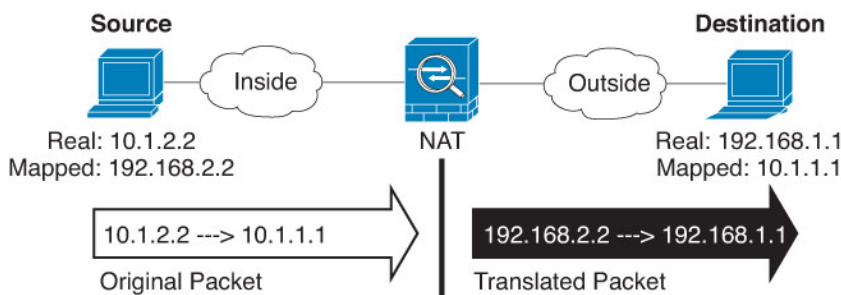 Source
Destination
Inside
Outside
NAT
Real: 10.1.2.2
Mapped: 192.168.2.2
Real: 192.168.1.1
Mapped: 10.1.1.1
10.1.2.2 ---> 10.1.1.1
192.168.2.2 ---> 192.168.1.1
Original Packet
Translated Packet